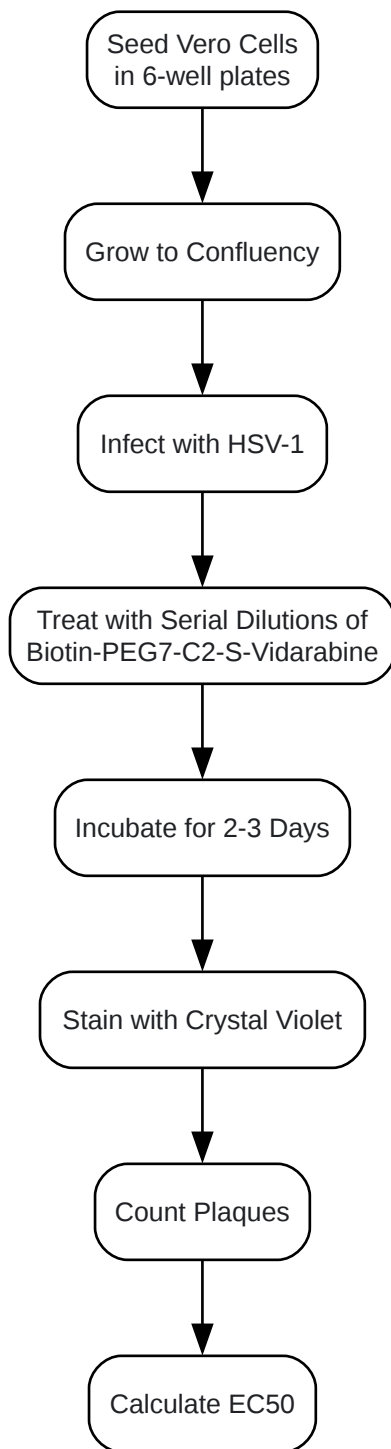 Seed Vero Cells
in 6-well plates
Grow to Confluency
Infect with HSV-1
Treat with Serial Dilutions of
Biotin-PEG7-C2-S-Vidarabine
Incubate for 2-3 Days
Stain with Crystal Violet
Count Plaques
Calculate EC50